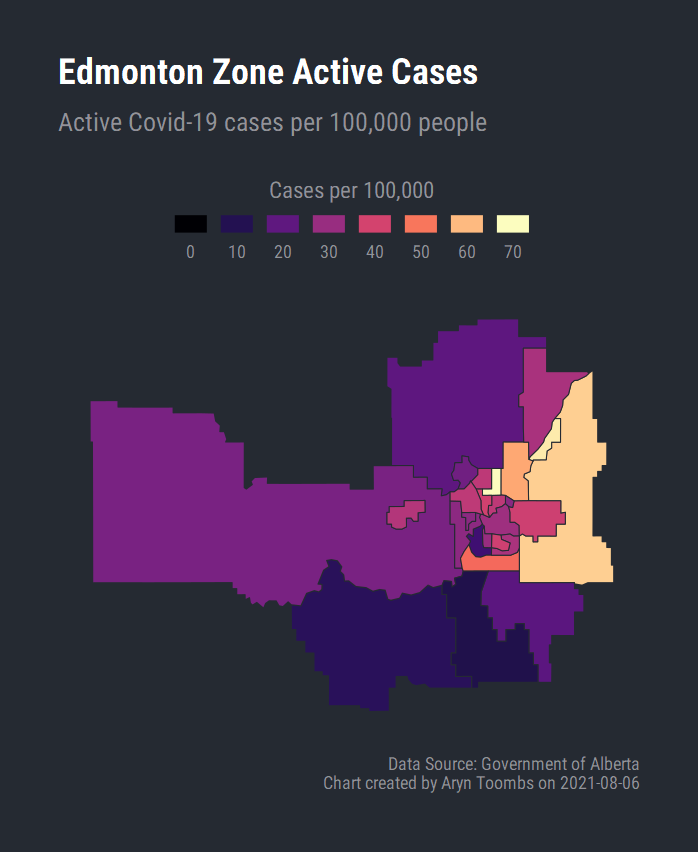 Edmonton Zone Active Cases
Active Covid-19 cases per 100,000 people
Cases per 100,000
0 10 20 30 40 50 60 70
Data Source: Government of Alberta
Chart created by Aryn Toombs on 2021-08-06